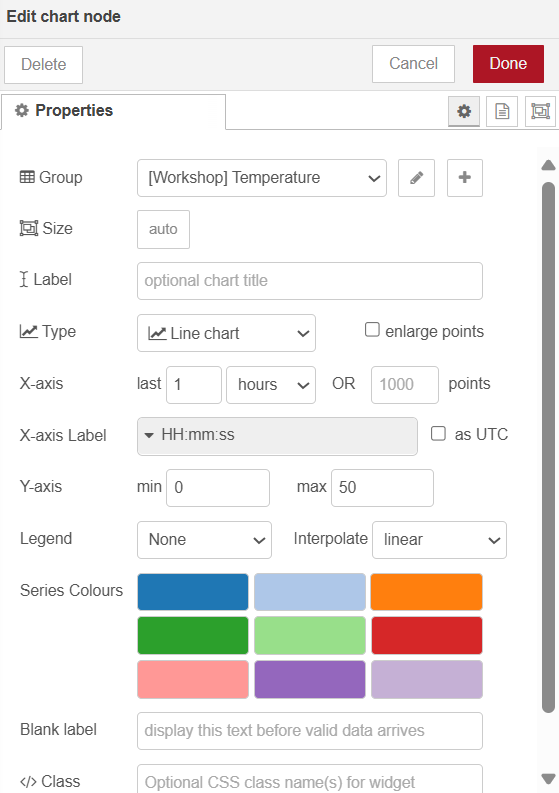 Edit chart node
Delete Cancel Done
Properties
Group [Workshop] Temperature
Size auto
Label optional chart title
Type Line chart enlarge points
X-axis last 1 hours OR 1000 points
X-axis Label HH:mm:ss as UTC
Y-axis min 0 max 50
Legend None Interpolate linear
Series Colours
Blank label display this text before valid data arrives
</> Class Optional CSS class name(s) for widget